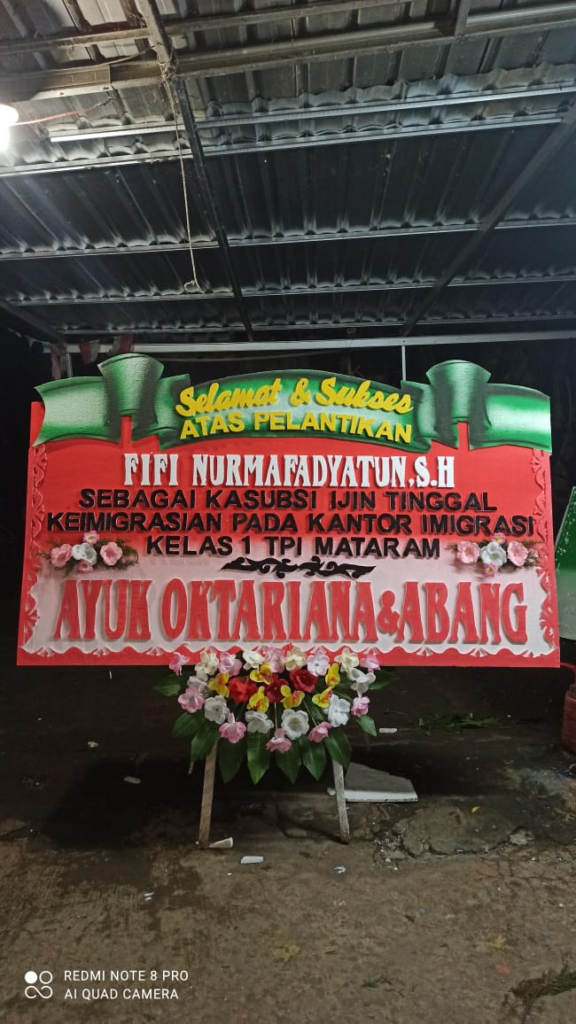 Selamat & Sukses
ATAS PELANTIKAN
FIFI NURMAFADYATUN,S.H
SEBAGAI KASUBSI IJIN TINGGAL
KEIMIGRASIAN PADA KANTOR IMIGRASI
KELAS 1 TPI MATARAM
AYUK OKTARIANA & ABANG
REDMI NOTE 8 PRO
AI QUAD CAMERA